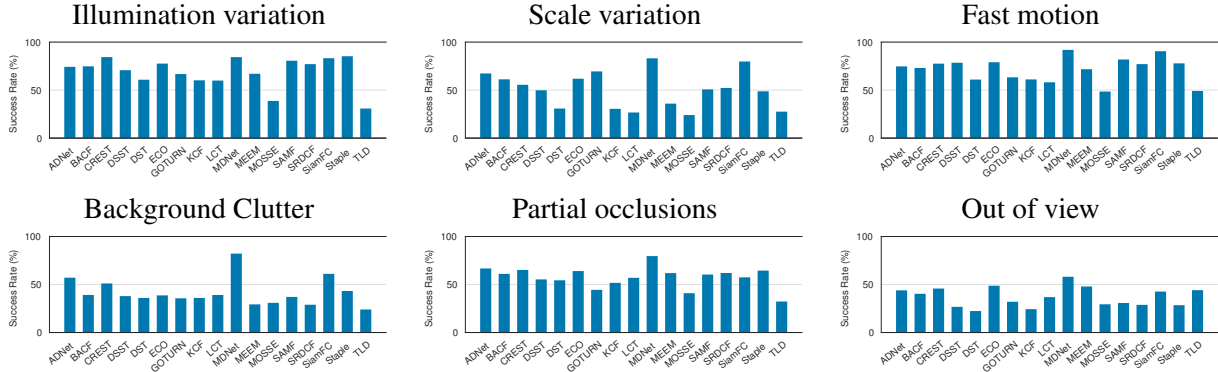 Illumination variation
Scale variation
Fast motion
Success Rate (%)
100
50
0
ADNet BACF CREST DSST DST ECO GOTURN KCF LCT MDNet MEEM MOSSE SAMF SRDCF SiamFC Staple TLD
Success Rate (%)
100
50
0
ADNet BACF CREST DSST DST ECO GOTURN KCF LCT MDNet MEEM MOSSE SAMF SRDCF SiamFC Staple TLD
Success Rate (%)
100
50
0
ADNet BACF CREST DSST DST ECO GOTURN KCF LCT MDNet MEEM MOSSE SAMF SRDCF SiamFC Staple TLD
Background Clutter
Partial occlusions
Out of view
Success Rate (%)
100
50
0
ADNet BACF CREST DSST DST ECO GOTURN KCF LCT MDNet MEEM MOSSE SAMF SRDCF SiamFC Staple TLD
Success Rate (%)
100
50
0
ADNet BACF CREST DSST DST ECO GOTURN KCF LCT MDNet MEEM MOSSE SAMF SRDCF SiamFC Staple TLD
Success Rate (%)
100
50
0
ADNet BACF CREST DSST DST ECO GOTURN KCF LCT MDNet MEEM MOSSE SAMF SRDCF SiamFC Staple TLD